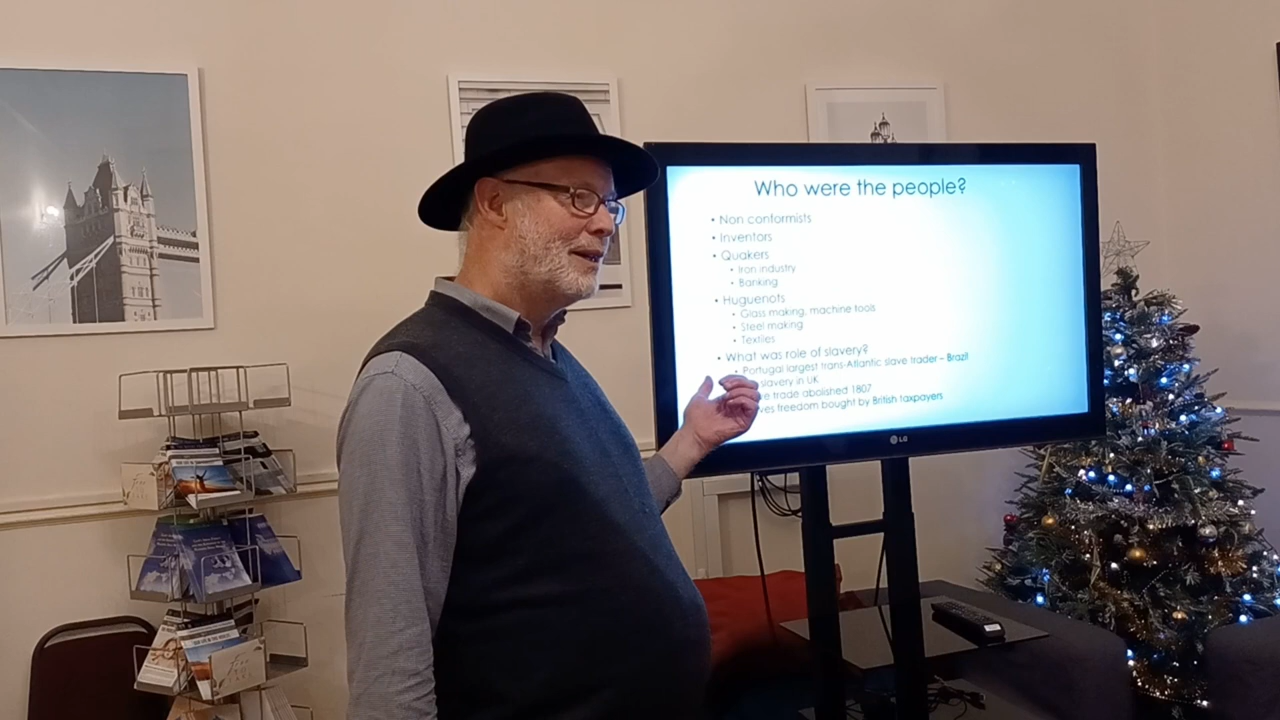 Who were the people?
• Non conformists
• Inventors
• Quakers
• Iron industry
• Banking
• Huguenots
• Glass making, machine tools
• Steel making
• Textiles
• What was role of slavery?
• Portugal largest trans-Atlantic slave trader – Brazil
slavery in UK
trade abolished 1807
freedom bought by British taxpayers
LG